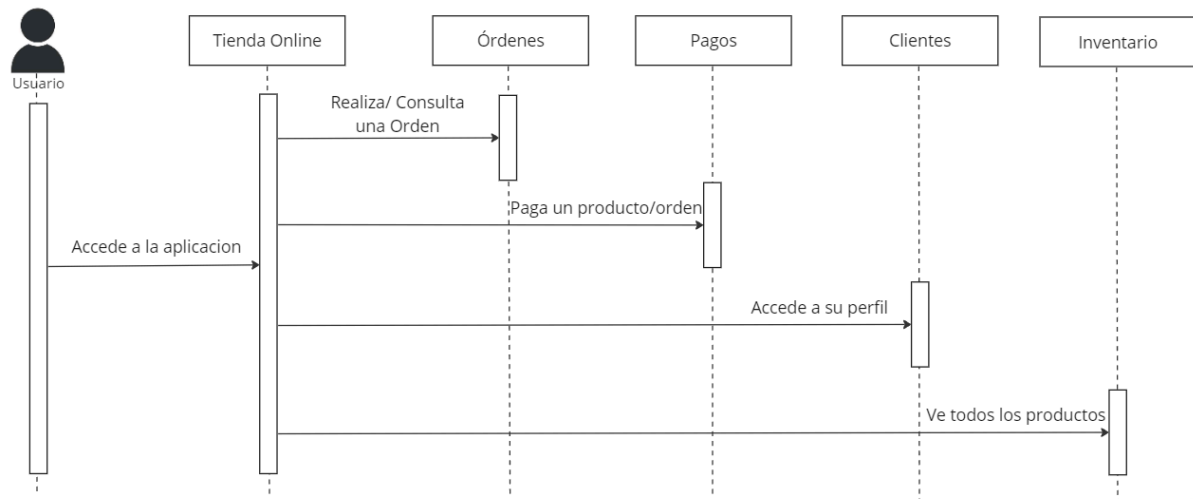 Usuario
Tienda Online
Órdenes
Pagos
Clientes
Inventario
Realiza/ Consulta
una Orden
Paga un producto/orden
Accede a la aplicacion
Accede a su perfil
Ve todos los productos